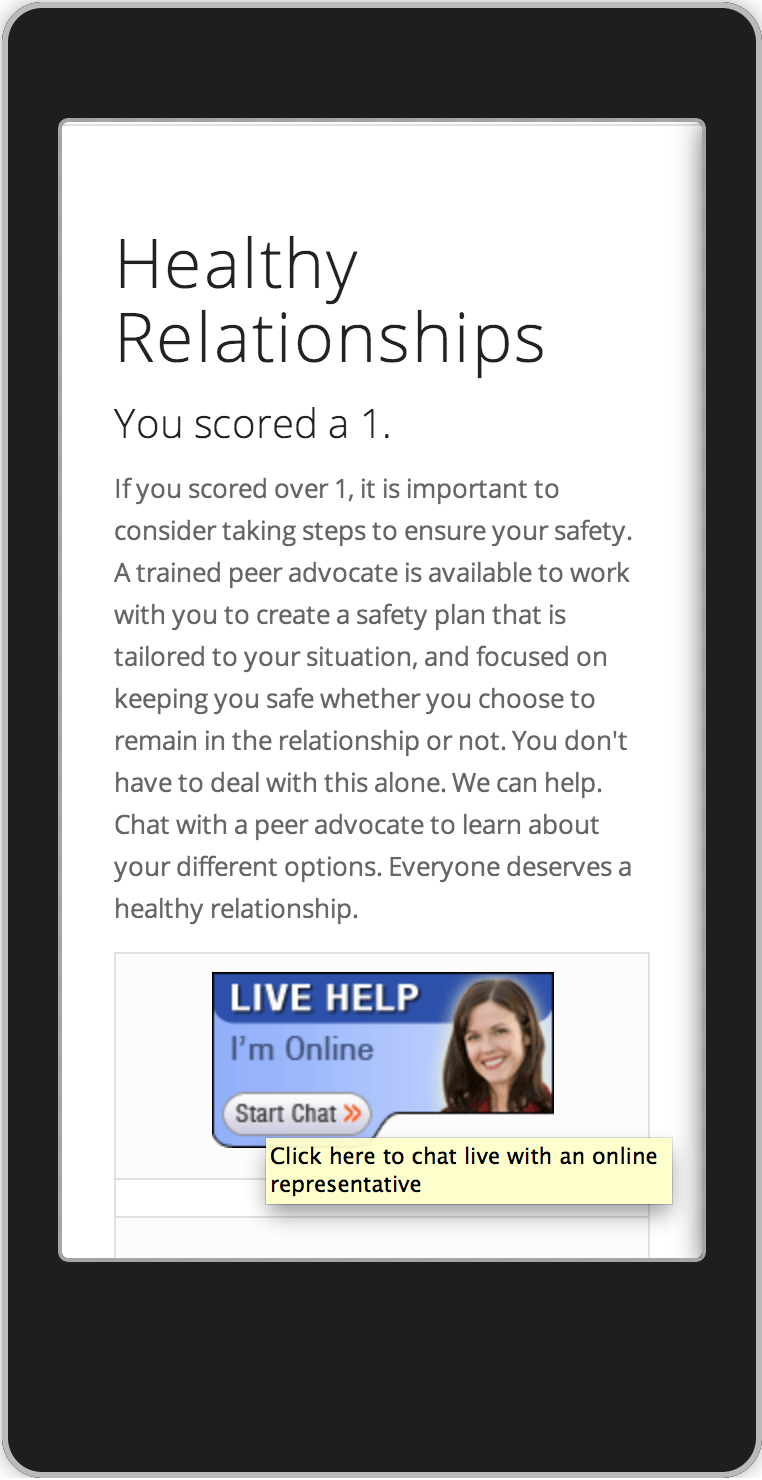 Healthy
Relationships
You scored a 1.
If you scored over 1, it is important to
consider taking steps to ensure your safety.
A trained peer advocate is available to work
with you to create a safety plan that is
tailored to your situation, and focused on
keeping you safe whether you choose to
remain in the relationship or not. You don't
have to deal with this alone. We can help.
Chat with a peer advocate to learn about
your different options. Everyone deserves a
healthy relationship.
LIVE HELP
I'm Online
Start Chat »
Click here to chat live with an online
representative